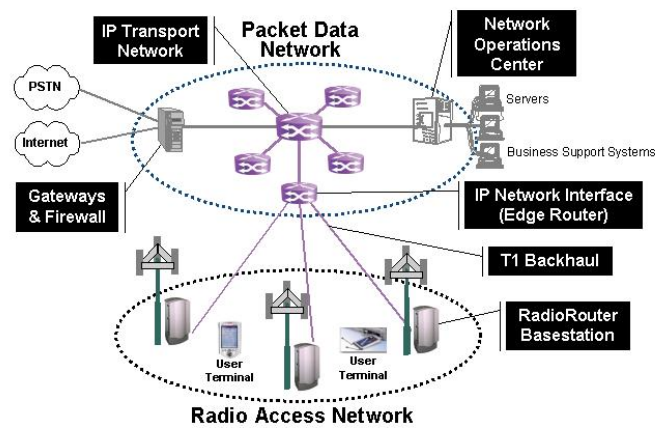 IP Transport
Network
Packet Data
Network
Network
Operations
Center
PSTN
Internet
Servers
Business Support Systems
Gateways
& Firewall
IP Network Interface
(Edge Router)
T1 Backhaul
RadioRouter
Basestation
User
Terminal
User
Terminal
Radio Access Network